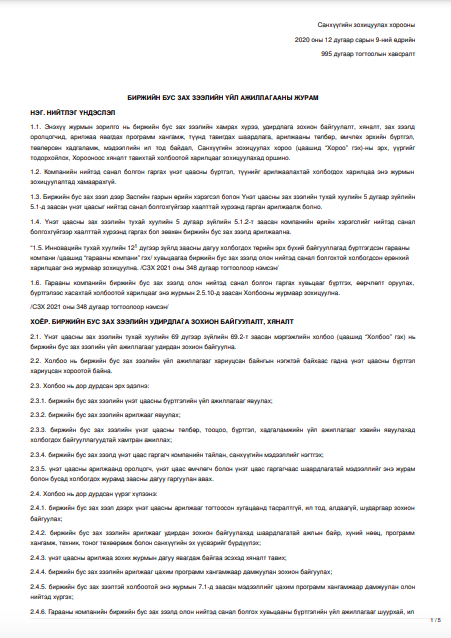 Санхүүгийн зохицуулах хорооны
2020 оны 12 дугаар сарын 9-ний өдрийн
995 дугаар тогтоолын хавсралт
БИРЖИЙН БУС ЗАХ ЗЭЭЛИЙН ҮЙЛ АЖИЛЛАГААНЫ ЖУРАМ
НЭГ. НИЙТЛЭГ ҮНДЭСЛЭЛ
1.1. Энэхүү журмын зорилго нь биржийн бус зах зээлийн хамрах хүрээ, удирдлага зохион байгуулалт, хяналт, зах зээлд
оролцогчид, арилжаа явагдах программ хангамж, түүнд тавигдах шаардлага, арилжааны төлбөр, өмчлөх эрхийн бүртгэл,
төвлөрсөн хадгаламж, мэдээллийн ил тод байдал, Санхүүгийн зохицуулах хороо (цаашид "Хороо" гэх)-ны эрх, үүргийг
тодорхойлох, Хорооноос хяналт тавихтай холбоотой харилцааг зохицуулахад оршино.
1.2. Компанийн нийтэд санал болгон гаргах үнэт цаасны бүртгэл, түүнийг арилжаалахтай холбогдох харилцаа энэ журмын
зохицуулалтад хамаарахгүй.
1.3. Биржийн бус зах зээл дээр Засгийн газрын өрийн хэрэгсэл болон Үнэт цаасны зах зээлийн тухай хуулийн 5 дугаар зүйлийн
5.1-д заасан үнэт цаасыг нийтэд санал болгохгүйгээр хаалттай хүрээнд гарган арилжаалж болно.
1.4. Үнэт цаасны зах зээлийн тухай хуулийн 5 дугаар зүйлийн 5.1.2-т заасан компанийн өрийн хэрэгслийг нийтэд санал
болгохгүйгээр хаалттай хүрээнд гаргах бол зөвхөн биржийн бус зах зээлд арилжаална.
"1.5. Инновацийн тухай хуулийн 12¹ дүгээр зүйлд зааснаар дагуу холбогдох төрийн эрх бүхий байгууллагад бүртгэгдсэн гарааны
компани /цаашид "гарааны компани" гэх/ хувьцаагаа биржийн бус зах зээлд олон нийтэд санал болгохтой холбогдсон ерөнхий
харилцааг энэ журмаар зохицуулна. /СЗХ 2021 оны 348 дугаар тогтоолоор нэмсэн/
1.6. Гарааны компанийн биржийн бус зах зээлд олон нийтэд санал болгон гаргах хувьцааг бүртгэх, өөрчлөлт оруулах,
бүртгэлээс хасахтай холбоотой харилцааг энэ журмын 2.5.10-д заасан Холбооны журмаар зохицуулна.
/СЗХ 2021 оны 348 дугаар тогтоолоор нэмсэн/
ХОЁР. БИРЖИЙН БУС ЗАХ ЗЭЭЛИЙН УДИРДЛАГА ЗОХИОН БАЙГУУЛАЛТ, ХЯНАЛТ
2.1. Үнэт цаасны зах зээлийн тухай хуулийн 69 дүгээр зүйлийн 69.2-т заасан мэргэжлийн холбоо (цаашид "Холбоо" гэх) нь
биржийн бус зах зээлийн үйл ажиллагааг удирдан зохион байгуулна.
2.2. Холбоо нь биржийн бус зах зээлийн үйл ажиллагааг хариуцсан байнгын нэгжтэй байхаас гадна үнэт цаасны бүртгэл
хариуцсан хороотой байна.
2.3. Холбоо нь дор дурдсан эрх эдэлнэ:
2.3.1. биржийн бус зах зээлийн үнэт цаасны бүртгэлийн үйл ажиллагааг явуулах;
2.3.2. биржийн бус зах зээлийн арилжааг явуулах;
2.3.3. биржийн бус зах зээлийн үнэт цаасны төлбөр, тооцоо, бүртгэл, хадгаламжийн үйл ажиллагааг хэвийн явуулахад
холбогдох байгууллагуудтай хамтран ажиллах;
2.3.4. биржийн бус зах зээлд үнэт цаас гаргагч компанийн тайлан, санхүүгийн мэдээллийг нэгтгэх;
2.3.5. үнэт цаасны арилжаанд оролцогч, үнэт цаас өмчлөгч болон үнэт цаас гаргагчаас шаардлагатай мэдээллийг энэ журам
болон бусад холбогдох журамд заасны дагуу гаргуулан авах.
2.4. Холбоо нь дор дурдсан үүрэг хүлээнэ:
2.4.1. биржийн бус зах зээл дээрх үнэт цаасны арилжааг тогтоосон хугацаанд тасралтгүй, ил тод, алдаагүй, шударгаар зохион
байгуулах;
2.4.2. биржийн бус зах зээлийн арилжааг удирдан зохион байгуулахад шаардлагатай ажлын байр, хүний нөөц, программ
хангамж, техник, тоног төхөөрөмж болон санхүүгийн эх үүсвэрийг бүрдүүлэх;
2.4.3. үнэт цаасны арилжаа зохих журмын дагуу явагдаж байгаа эсэхэд хяналт тавих;
2.4.4. биржийн бус зах зээлийн арилжааг цахим программ хангамжаар дамжуулан зохион байгуулах;
2.4.5. биржийн бус зах зээлтэй холбоотой энэ журмын 7.1-д заасан мэдээллийг цахим программ хангамжаар дамжуулан олон
нийтэд хүргэх;
2.4.6. Гарааны компанийн биржийн бус зах зээлд олон нийтэд санал болгох хувьцааны бүртгэлийн үйл ажиллагааг шуурхай, ил
1 / 5